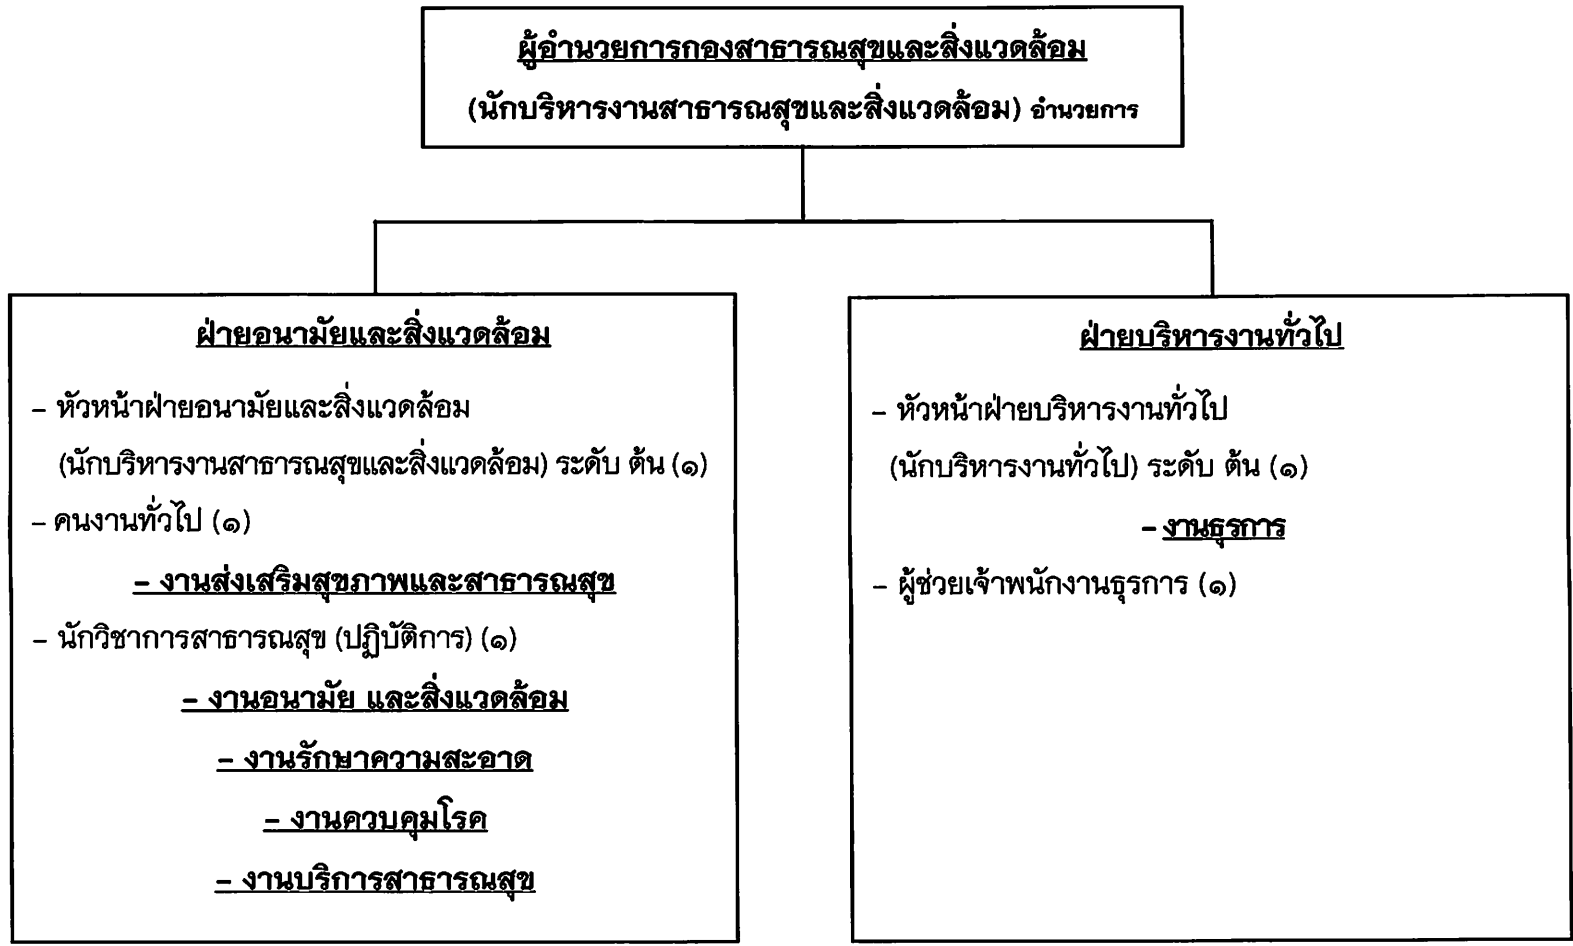 ผู้อำนวยการกองสาธารณสุขและสิ่งแวดล้อม
(นักบริหารงานสาธารณสุขและสิ่งแวดล้อม) อำนวยการ
ฝ่ายอนามัยและสิ่งแวดล้อม
– หัวหน้าฝ่ายอนามัยและสิ่งแวดล้อม
(นักบริหารงานสาธารณสุขและสิ่งแวดล้อม) ระดับ ต้น (๑)
– คนงานทั่วไป (๑)
– งานส่งเสริมสุขภาพและสาธารณสุข
– นักวิชาการสาธารณสุข (ปฏิบัติการ) (๑)
– งานอนามัย และสิ่งแวดล้อม
– งานรักษาความสะอาด
– งานควบคุมโรค
– งานบริการสาธารณสุข
ฝ่ายบริหารงานทั่วไป
– หัวหน้าฝ่ายบริหารงานทั่วไป
(นักบริหารงานทั่วไป) ระดับ ต้น (๑)
– งานธุรการ
– ผู้ช่วยเจ้าพนักงานธุรการ (๑)